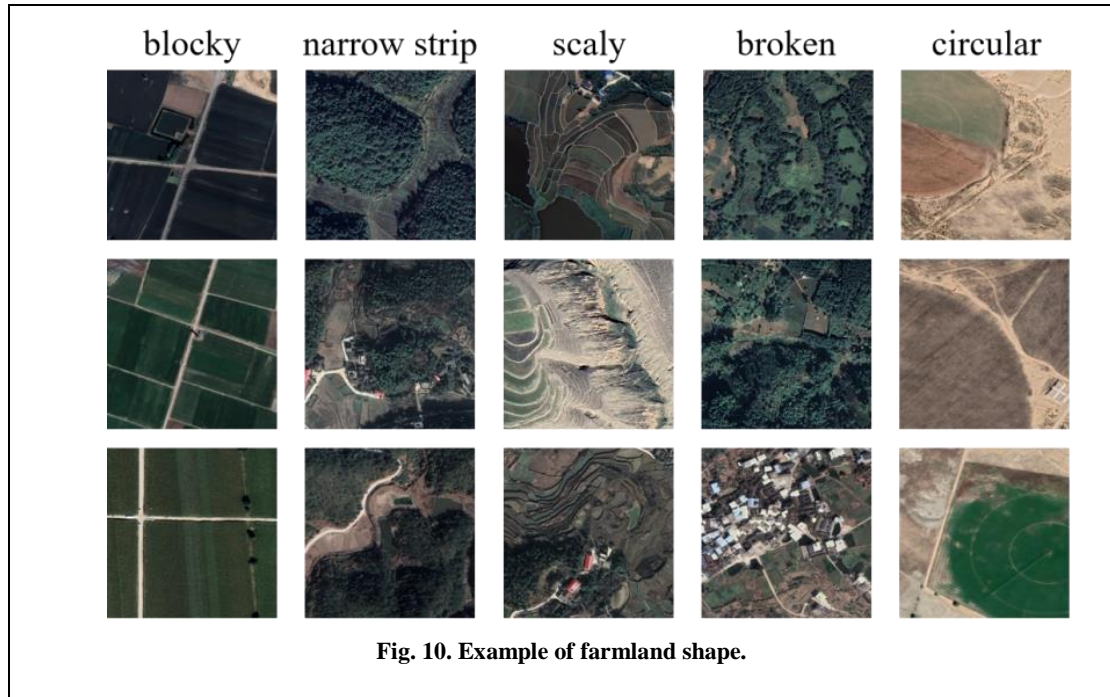 blocky narrow strip scaly broken circular
Fig. 10. Example of farmland shape.